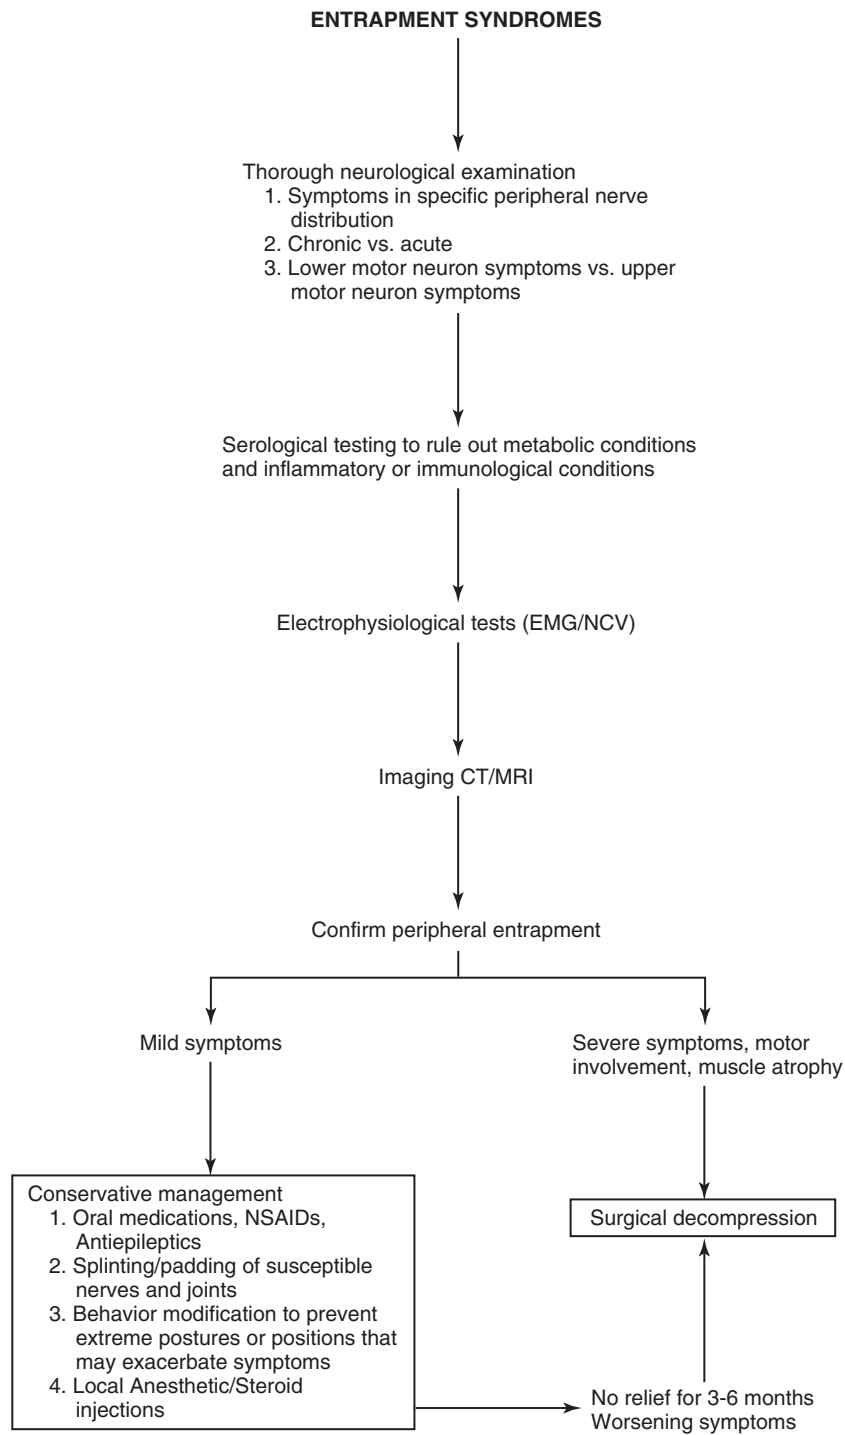 ENTRAPMENT SYNDROMES
Thorough neurological examination
1. Symptoms in specific peripheral nerve
distribution
2. Chronic vs. acute
3. Lower motor neuron symptoms vs. upper
motor neuron symptoms
Serological testing to rule out metabolic conditions
and inflammatory or immunological conditions
Electrophysiological tests (EMG/NCV)
Imaging CT/MRI
Confirm peripheral entrapment
Mild symptoms
Severe symptoms, motor
involvement, muscle atrophy
Conservative management
1. Oral medications, NSAIDs,
Antiepileptics
2. Splinting/padding of susceptible
nerves and joints
3. Behavior modification to prevent
extreme postures or positions that
may exacerbate symptoms
4. Local Anesthetic/Steroid
injections
Surgical decompression
No relief for 3-6 months
Worsening symptoms